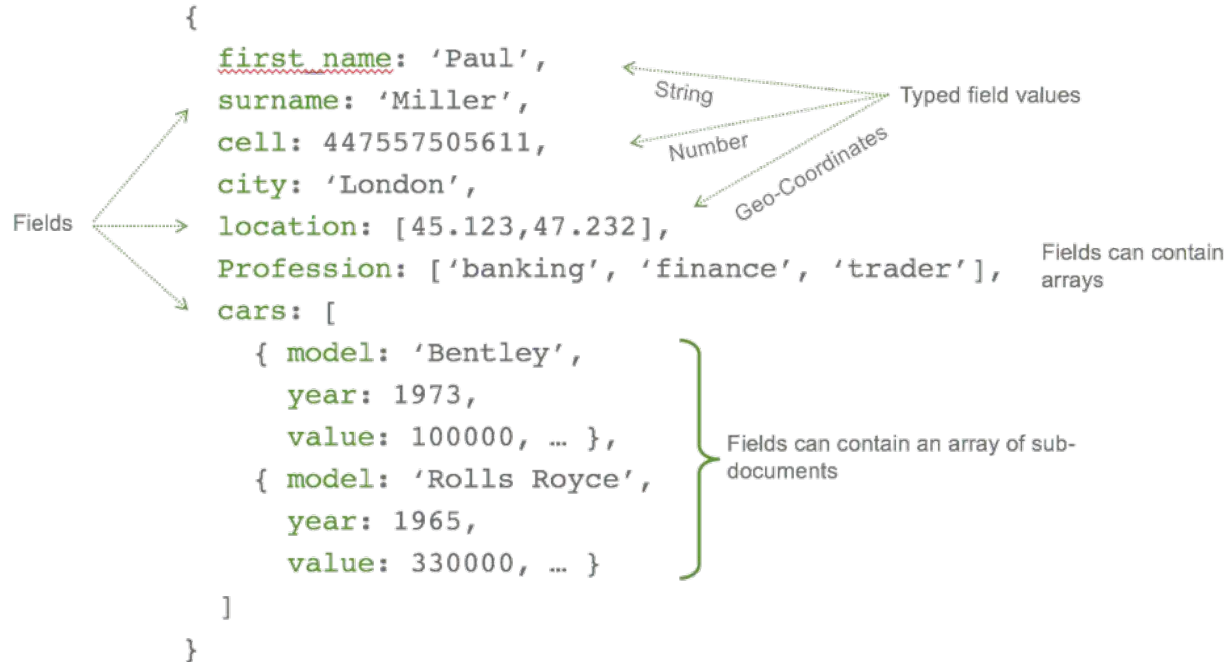 {
first_name: ‘Paul’,
surname: ‘Miller’,
cell: 447557505611,
city: ‘London’,
location: [45.123,47.232],
Profession: [‘banking’, ‘finance’, ‘trader’],
cars: [
{ model: ‘Bentley’,
year: 1973,
value: 100000, … },
{ model: ‘Rolls Royce’,
year: 1965,
value: 330000, … }
]
}
Fields
String
Number
Geo-Coordinates
Typed field values
Fields can contain
arrays
Fields can contain an array of sub-
documents